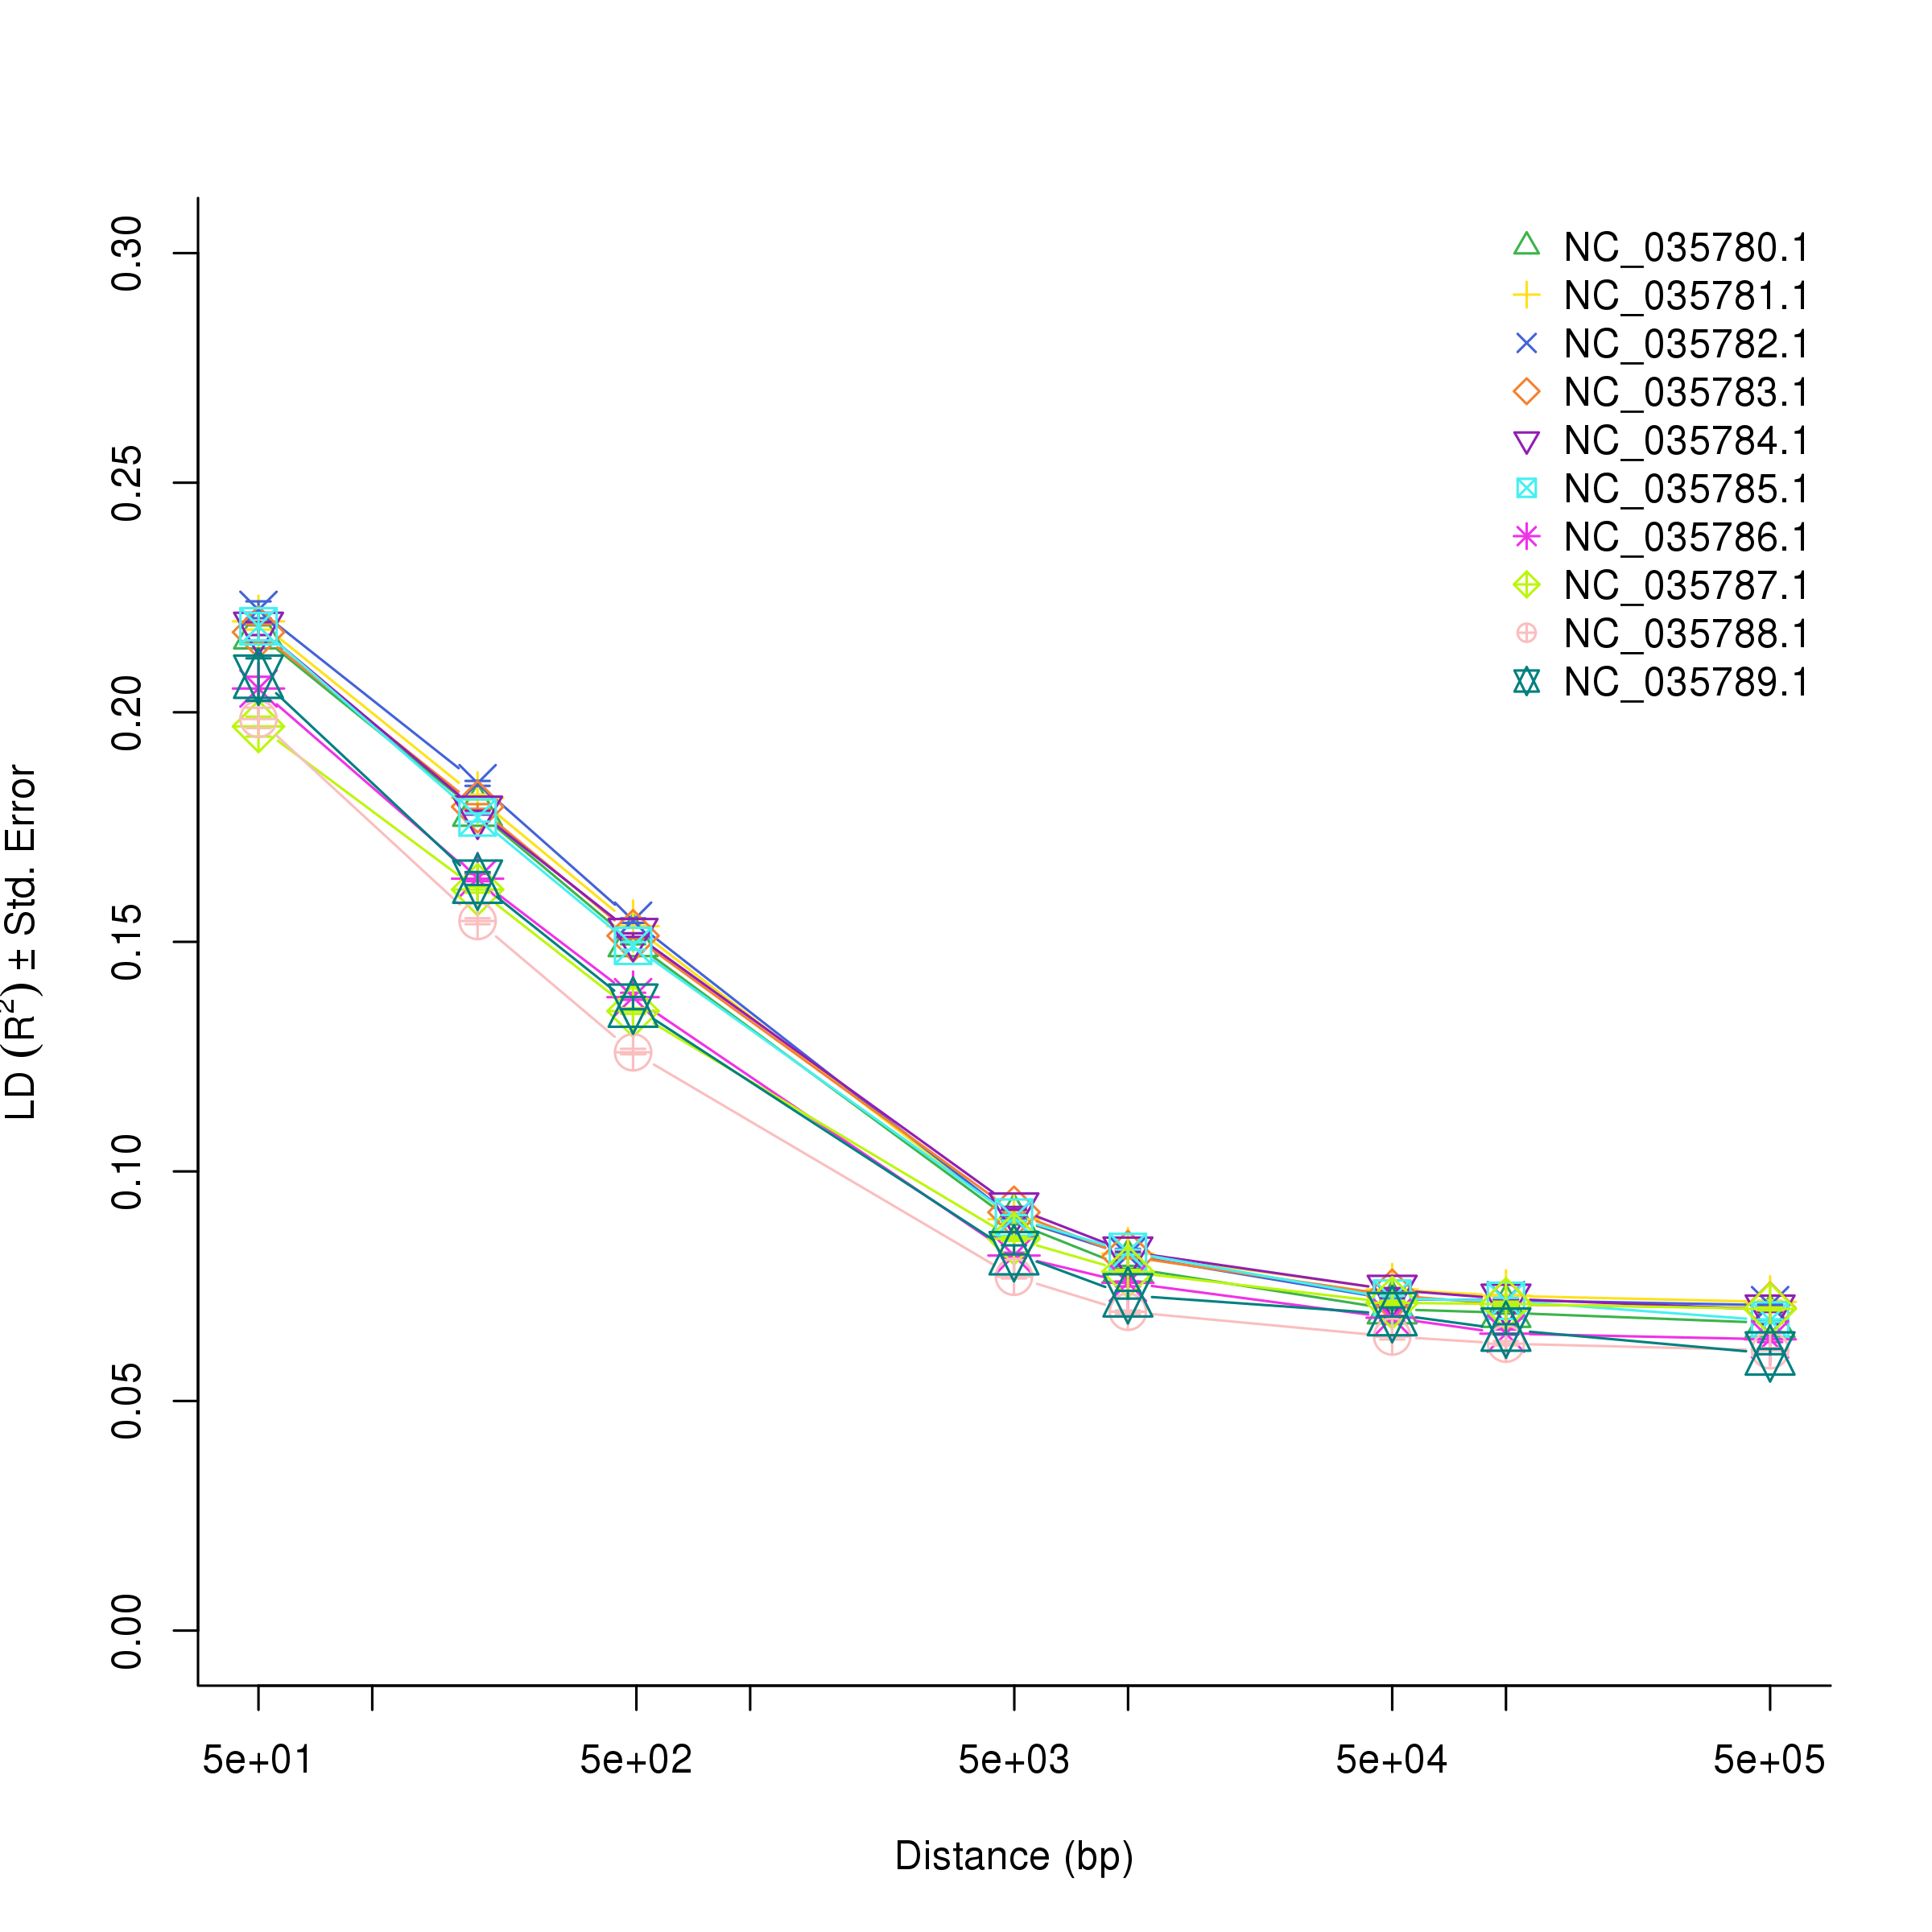 0.30
0.25
0.20
0.15
0.10
0.05
0.00
LD (R²) ± Std. Error
NC_035780.1
NC_035781.1
NC_035782.1
NC_035783.1
NC_035784.1
NC_035785.1
NC_035786.1
NC_035787.1
NC_035788.1
NC_035789.1
5e+01 5e+02 5e+03 5e+04 5e+05
Distance (bp)